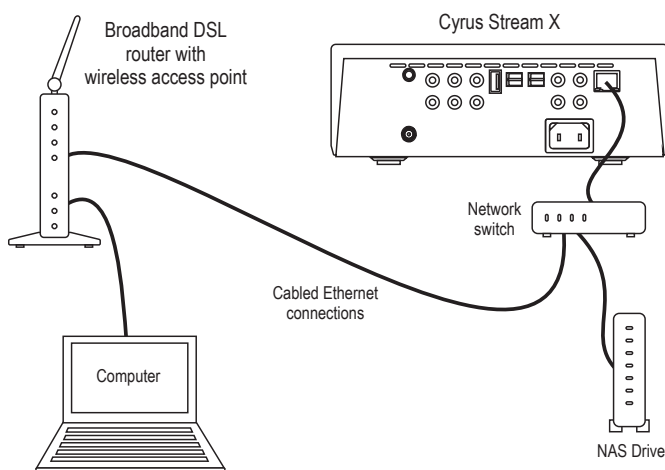 Broadband DSL
router with
wireless access point
Cyrus Stream X
Network
switch
Cabled Ethernet
connections
Computer
NAS Drive